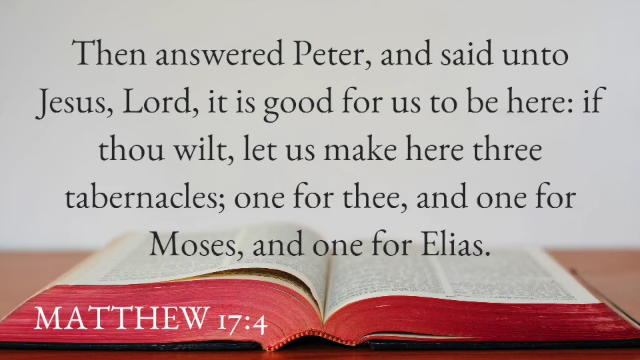 Then answered Peter, and said unto
Jesus, Lord, it is good for us to be here: if
thou wilt, let us make here three
tabernacles; one for thee, and one for
Moses, and one for Elias.
MATTHEW 17:4